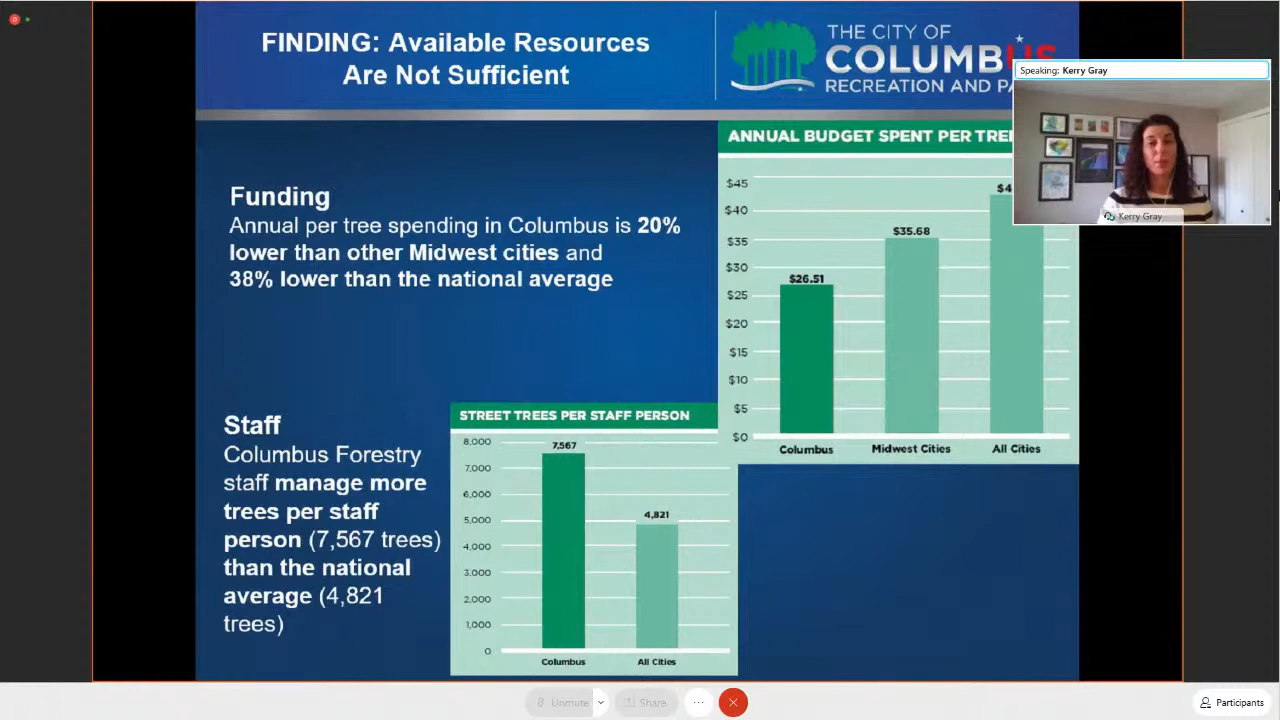 FINDING: Available Resources
Are Not Sufficient
THE CITY OF
COLUMBUS
RECREATION AND
Speaking: Kerry Gray
Kerry Gray
Funding
Annual per tree spending in Columbus is 20%
lower than other Midwest cities and
38% lower than the national average
ANNUAL BUDGET SPENT PER
$45
$40
$35
$30
$25
$20
$15
$10
$5
$0
$26.51
$35.68
Columbus
Midwest Cities
All Cities
Staff
Columbus Forestry
staff manage more
trees per staff
person (7,567 trees)
than the national
average (4,821
trees)
STREET TREES PER STAFF PERSON
8,000
7,000
6,000
5,000
4,000
3,000
2,000
1,000
0
7,567
4,821
Columbus
All Cities
Unmute
Share
Participants